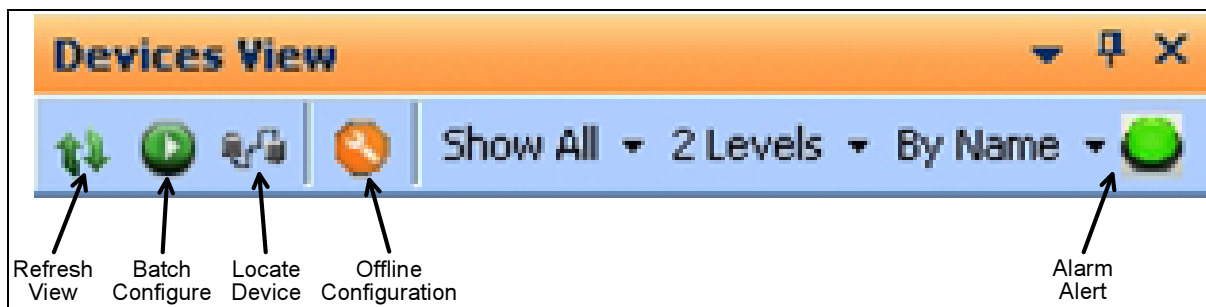 Devices View
Show All 2 Levels By Name
Refresh View
Batch Configure
Locate Device
Offline Configuration
Alarm Alert